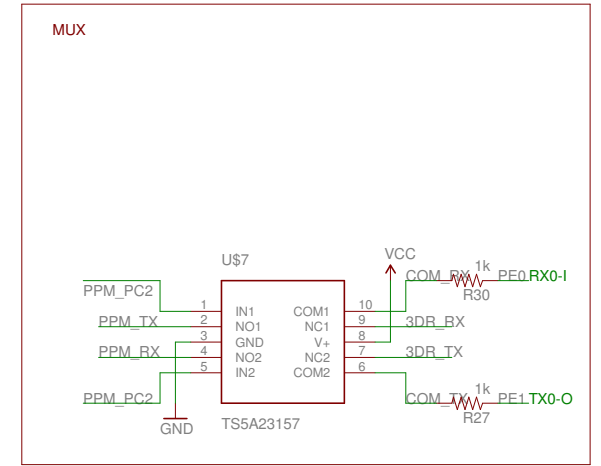 MUX
U$7
VCC
COM_RX
1k
PE0
RX0-I
R30
PPM_PC2
1
IN1
COM1
10
PPM_TX
2
NO1
NC1
9
3DR_RX
3
GND
V+
8
PPM_RX
4
NO2
NC2
7
3DR_TX
5
IN2
COM2
6
PPM_PC2
COM_TX
1k
PE1
TX0-O
R27
GND
TS5A23157